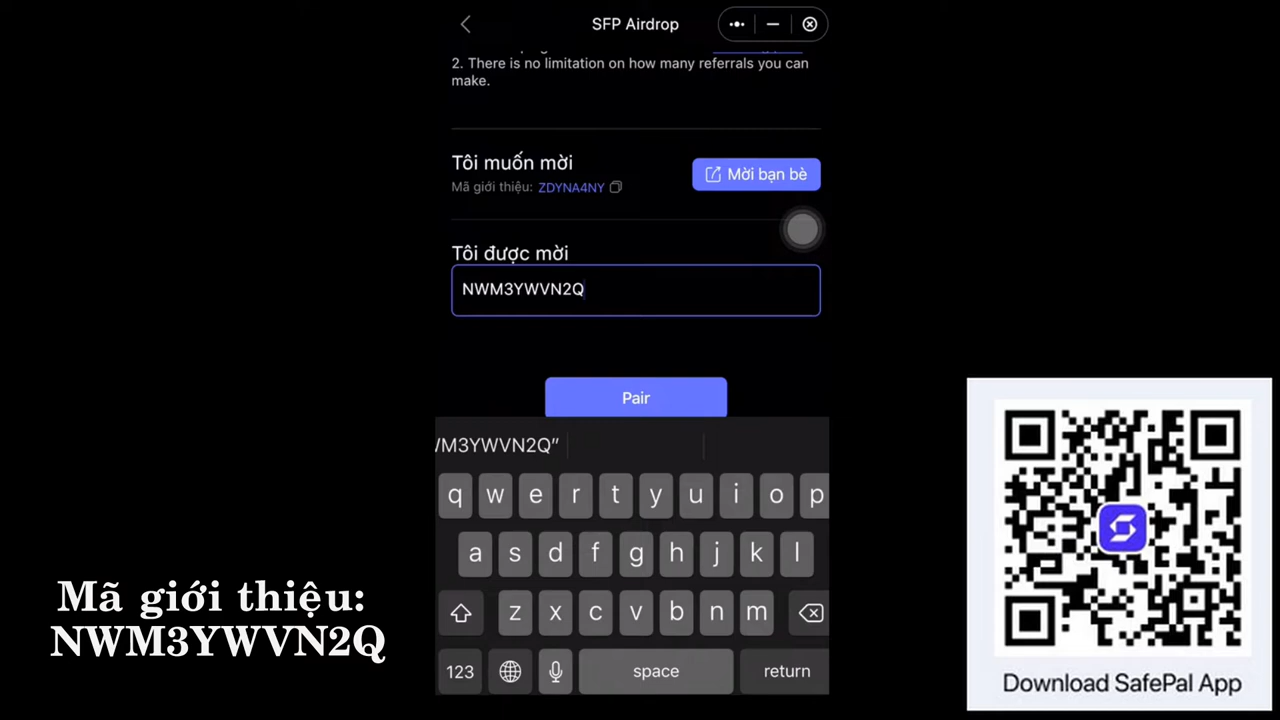 SFP Airdrop
2. There is no limitation on how many referrals you can
make.
Tôi muốn mời
Mã giới thiệu: ZDYNA4NY
Mời bạn bè
Tôi được mời
NWM3YWVN2Q
Pair
WM3YWVN2Q"
q w e r t y u i o p
a s d f g h j k l
z x c v b n m
123 space return
Mã giới thiệu:
NWM3YWVN2Q
Download SafePal App